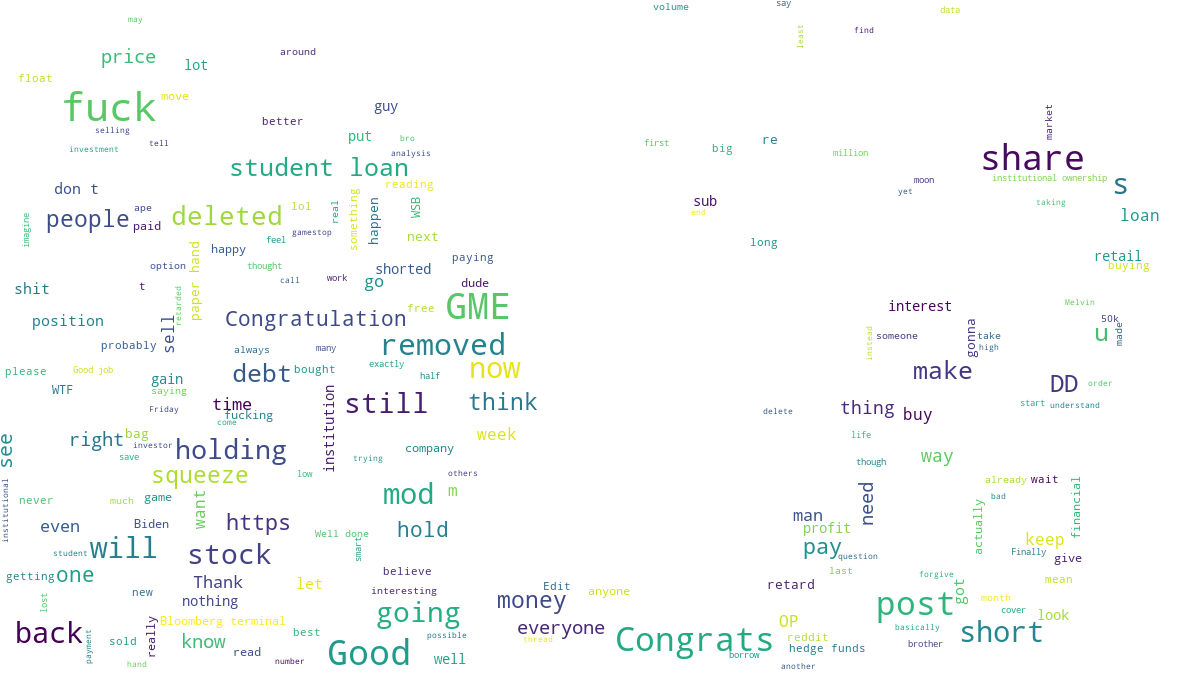 volume
say
data
may
least
find
price
around
lot
float
fuck
move
guy
market
selling
better
tell
put
bro
first
re
investment
analysis
big
million
share
student loan
institutional ownership
don t
reading
moon
s
yet
something
real
happen
WSB
sub
taking
people
ape
paid
deleted
lol
end
loan
imagine
gamestop
feel
next
long
happy
paper hand
paying
retail
buying
option
thought
shorted
call
work
go
dude
shit
t
retarded
GME
free
interest
Melvin
position
sell
Congratulation
50k
made
u
gonna
someone
take
instead
high
probably
always
many
removed
please
Good job
gain
debt
bought
exactly
half
now
make
WTF
saying
DD
order
time
Friday
fucking
come
still
think
thing
buy
delete
start
understand
see
right
bag
investor
holding
institution
week
life
save
company
trying
others
though
way
squeeze
low
never
much
game
want
mod
m
need
already
wait
bad
institutional
even
Biden
https
Well done
hold
man
profit
actually
financial
keep
student
will
stock
smart
pay
question
Finally
give
getting
one
Thank
let
believe
interesting
Edit
anyone
last
retard
forgive
mean
lost
new
nothing
money
got
month
post
cover
look
back
payment
sold
really
Bloomberg terminal
know
best
going
possible
everyone
thread
OP
reddit
basically
short
read
hand
number
Good
well
Congrats
borrow
hedge funds
another
brother